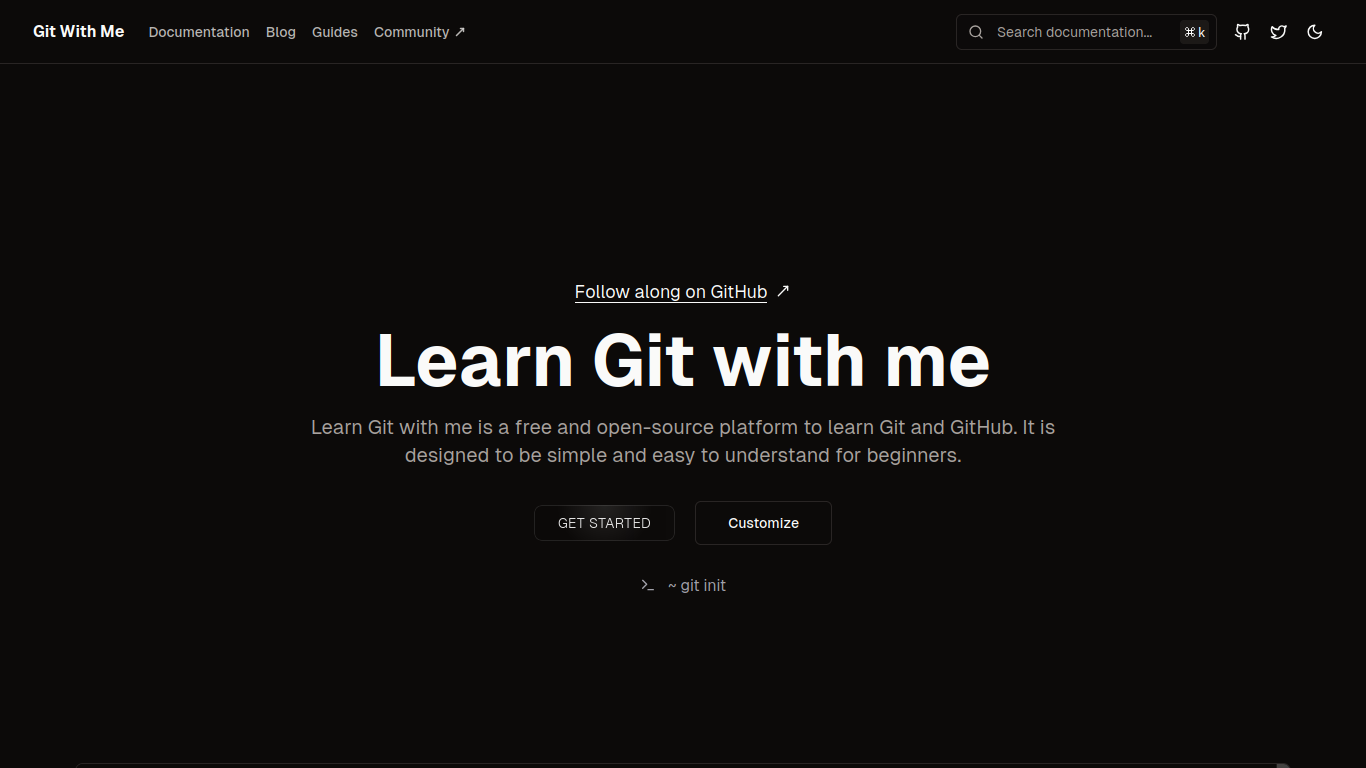 Git With Me Documentation Blog Guides Community ↗ Search documentation... ⌘k
Follow along on GitHub ↗
Learn Git with me
Learn Git with me is a free and open-source platform to learn Git and GitHub. It is
designed to be simple and easy to understand for beginners.
GET STARTED Customize
~ git init